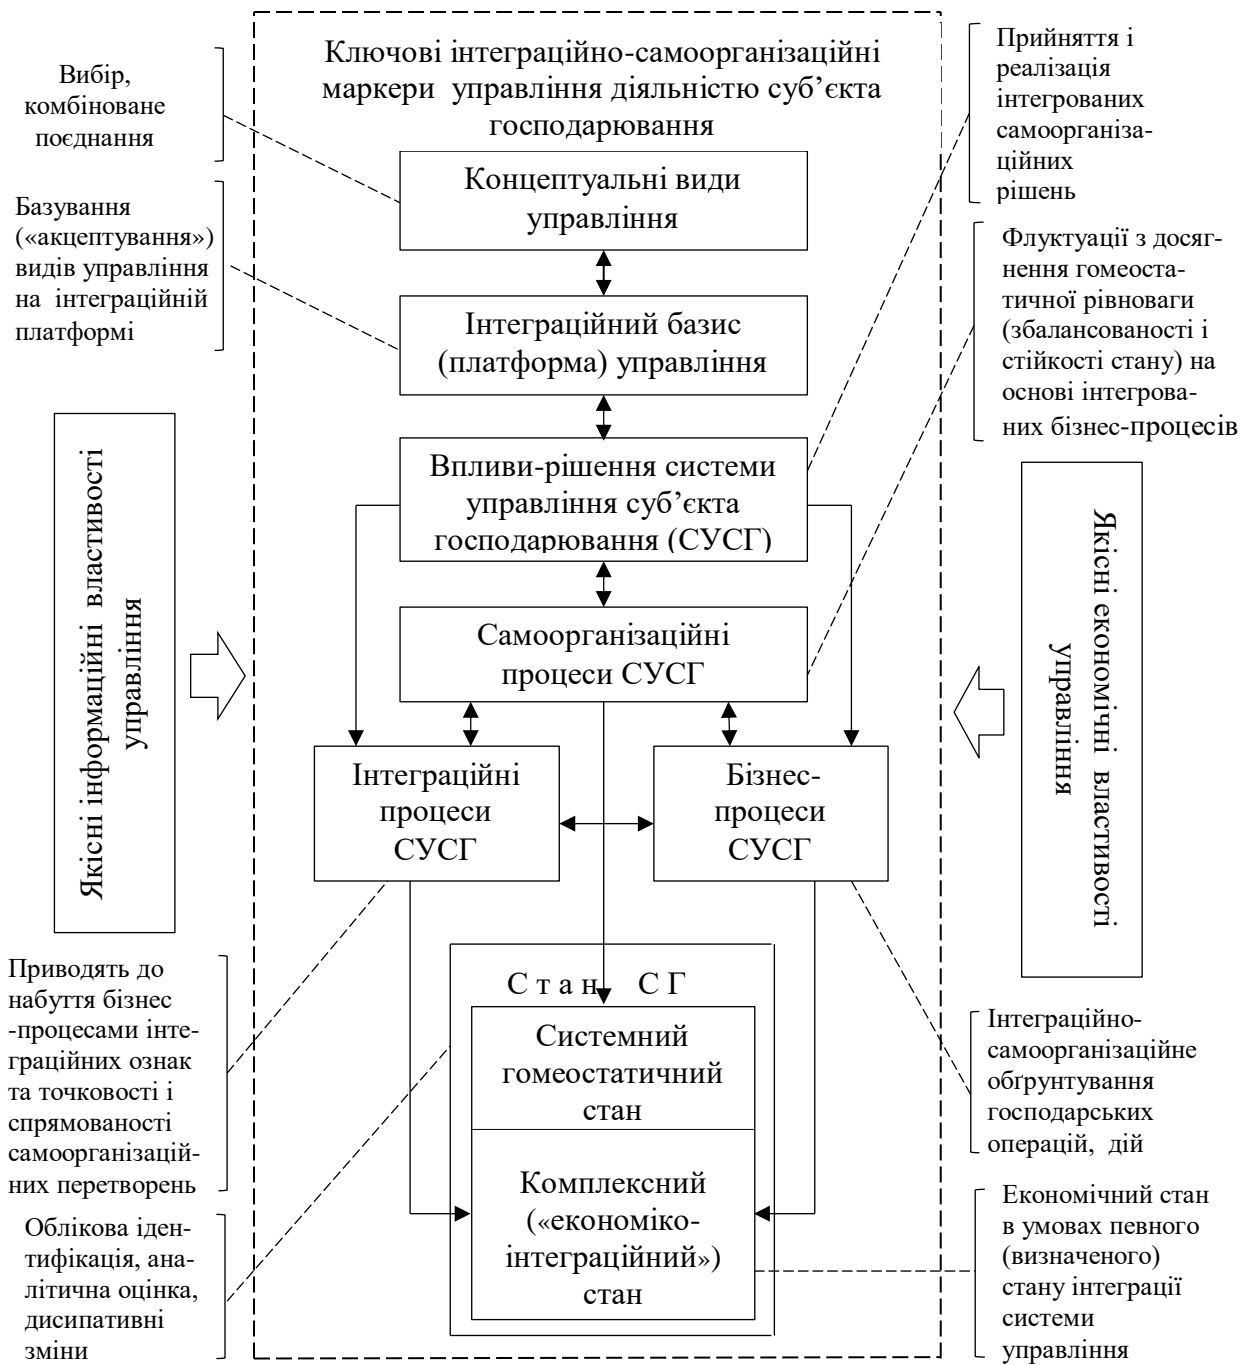 Ключові інтеграційно-самоорганізаційні
маркери управління діяльністю суб’єкта
господарювання
Вибір,
комбіноване
поєднання
Базування
(«акцептування»)
видів управління
на інтеграційній
платформі
Прийняття і
реалізація
інтегрованих
самоорганіза-
ційних
рішень
Флуктуації з досяг-
нення гомеоста-
тичної рівноваги
(збалансованості і
стійкості стану) на
основі інтегрова-
них бізнес-процесів
Концептуальні види
управління
Інтеграційний базис
(платформа) управління
Впливи-рішення системи
управління суб’єкта
господарювання (СУСГ)
Самоорганізаційні
процеси СУСГ
Якісні інформаційні властивості
управління
Якісні економічні властивості
управління
Інтеграційні
процеси
СУСГ
Бізнес-
процеси
СУСГ
Стан СГ
Системний
гомеостатичний
стан
Комплексний
(«економіко-
інтеграційний»)
стан
Приводять до
набуття бізнес
-процесами інте-
граційних ознак
та точковості і
спрямованості
самоорганізацій-
них перетворень
Облікова іден-
тифікація, ана-
літична оцінка,
дисипативні
зміни
Інтеграційно-
самоорганізаційне
обґрунтування
господарських
операцій, дій
Економічний стан
в умовах певного
(визначеного)
стану інтеграції
системи
управління